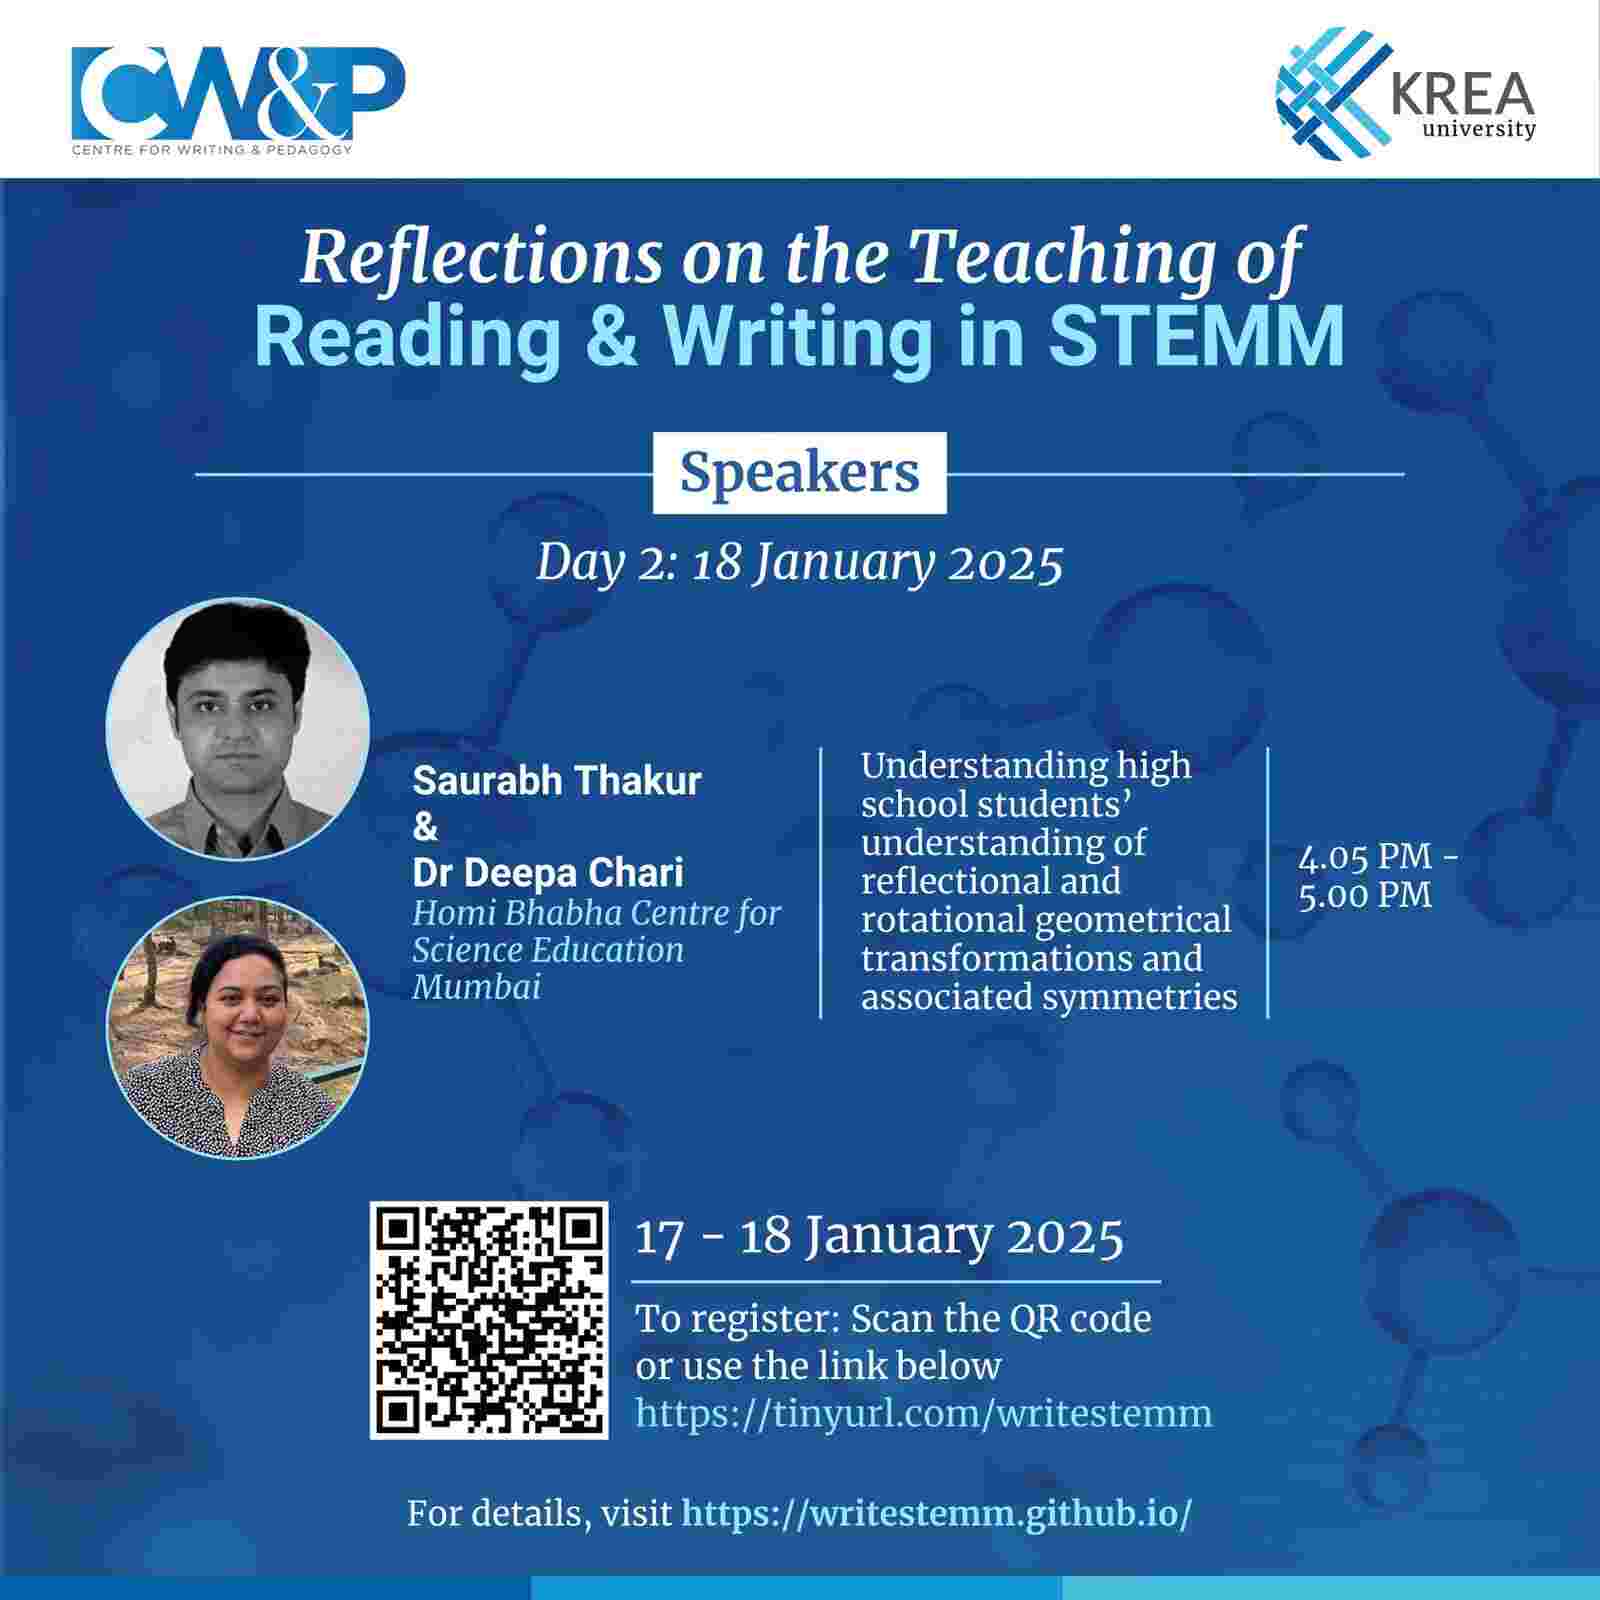 CW&P
CENTRE FOR WRITING & PEDAGOGY
KREA
university
Reflections on the Teaching of
Reading & Writing in STEMM
Speakers
Day 2: 18 January 2025
Saurabh Thakur
&
Dr Deepa Chari
Homi Bhabha Centre for
Science Education
Mumbai
Understanding high
school students’
understanding of
reflectional and
rotational geometrical
transformations and
associated symmetries
4.05 PM -
5.00 PM
17 - 18 January 2025
To register: Scan the QR code
or use the link below
https://tinyurl.com/writestemm
For details, visit https://writestemm.github.io/